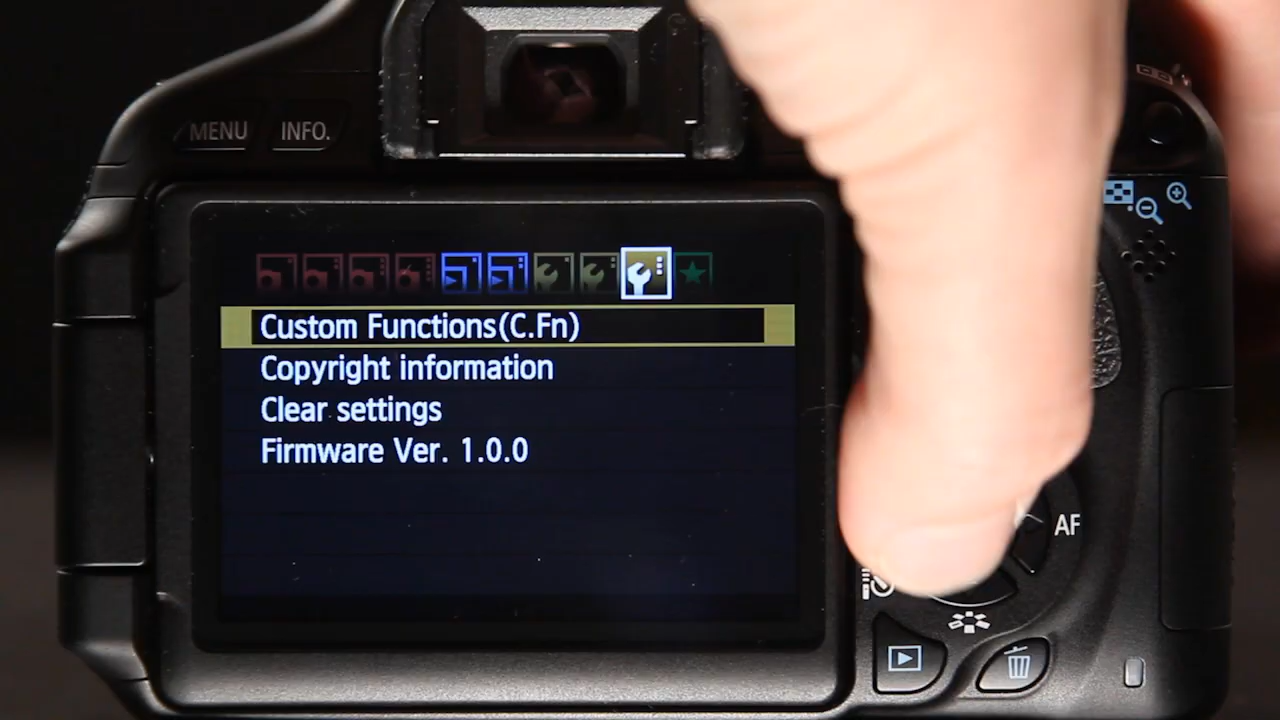 MENU INFO.
Custom Functions(C.Fn)
Copyright information
Clear settings
Firmware Ver. 1.0.0
AF